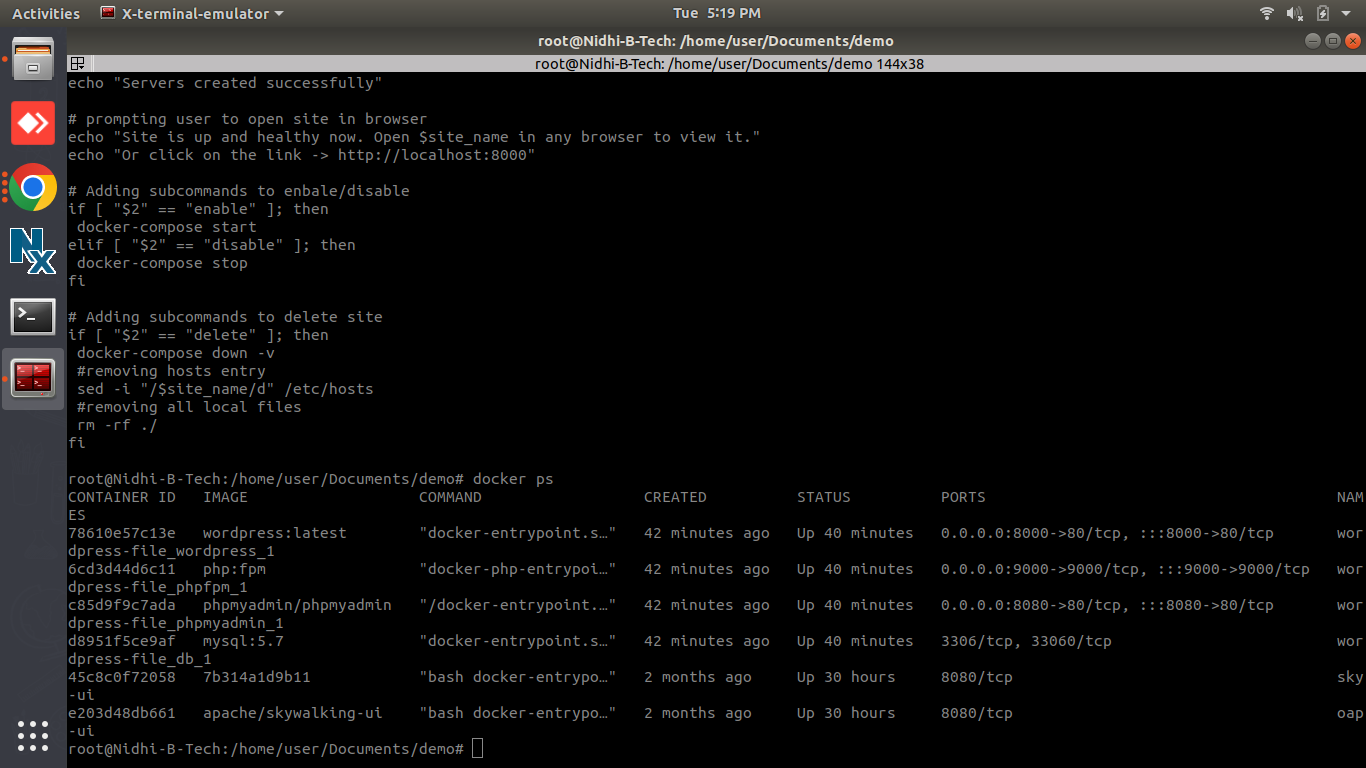 Activities X-terminal-emulator Tue 5:19 PM
root@Nidhi-B-Tech: /home/user/Documents/demo
root@Nidhi-B-Tech: /home/user/Documents/demo 144x38
echo "Servers created successfully"
# prompting user to open site in browser
echo "Site is up and healthy now. Open $site_name in any browser to view it."
echo "Or click on the link -> http://localhost:8000"
# Adding subcommands to enbale/disable
if [ "$2" == "enable" ]; then
 docker-compose start
elif [ "$2" == "disable" ]; then
 docker-compose stop
fi
# Adding subcommands to delete site
if [ "$2" == "delete" ]; then
 docker-compose down -v
 #removing hosts entry
 sed -i "/$site_name/d" /etc/hosts
 #removing all local files
 rm -rf ./
fi
root@Nidhi-B-Tech:/home/user/Documents/demo# docker ps
CONTAINER ID   IMAGE                   COMMAND                  CREATED          STATUS          PORTS                                       NAM
ES
78610e57c13e   wordpress:latest        "docker-entrypoint.s…"   42 minutes ago   Up 40 minutes   0.0.0.0:8000->80/tcp, :::8000->80/tcp       wor
dpress-file_wordpress_1
6cd3d44d6c11   php:fpm                 "docker-php-entrypoi…"   42 minutes ago   Up 40 minutes   0.0.0.0:9000->9000/tcp, :::9000->9000/tcp   wor
dpress-file_phpfpm_1
c85d9f9c7ada   phpmyadmin/phpmyadmin   "/docker-entrypoint.…"   42 minutes ago   Up 40 minutes   0.0.0.0:8080->80/tcp, :::8080->80/tcp       wor
dpress-file_phpmyadmin_1
d8951f5ce9af   mysql:5.7               "docker-entrypoint.s…"   42 minutes ago   Up 40 minutes   3306/tcp, 33060/tcp                         wor
dpress-file_db_1
45c8c0f72058   7b314a1d9b11            "bash docker-entrypo…"   2 months ago     Up 30 hours     8080/tcp                                    sky
-ui
e203d48db661   apache/skywalking-ui    "bash docker-entrypo…"   2 months ago     Up 30 hours     8080/tcp                                    oap
-ui
root@Nidhi-B-Tech:/home/user/Documents/demo#